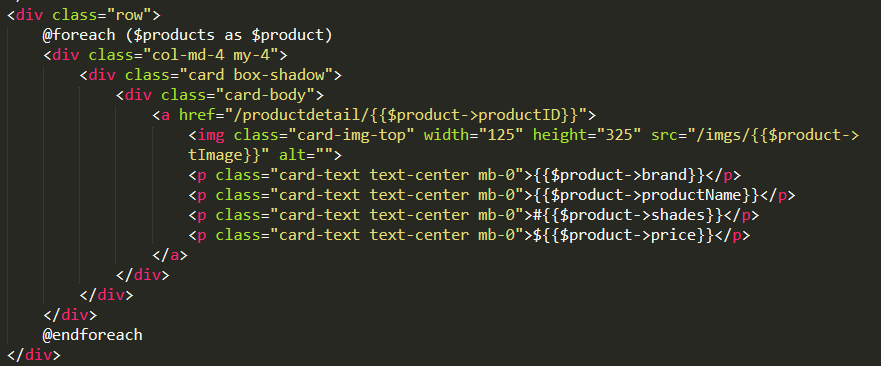 <div class="row">
    @foreach ($products as $product)
    <div class="col-md-4 my-4">
        <div class="card box-shadow">
            <div class="card-body">
                <a href="/productdetail/{{$product->productID}}">
                    <img class="card-img-top" width="125" height="325" src="/imgs/{{$product->
                    tImage}}" alt="">
                    <p class="card-text text-center mb-0">{{$product->brand}}</p>
                    <p class="card-text text-center mb-0">{{$product->productName}}</p>
                    <p class="card-text text-center mb-0">#{{$product->shades}}</p>
                    <p class="card-text text-center mb-0">${{$product->price}}</p>
                </a>
            </div>
        </div>
    </div>
    @endforeach
</div>